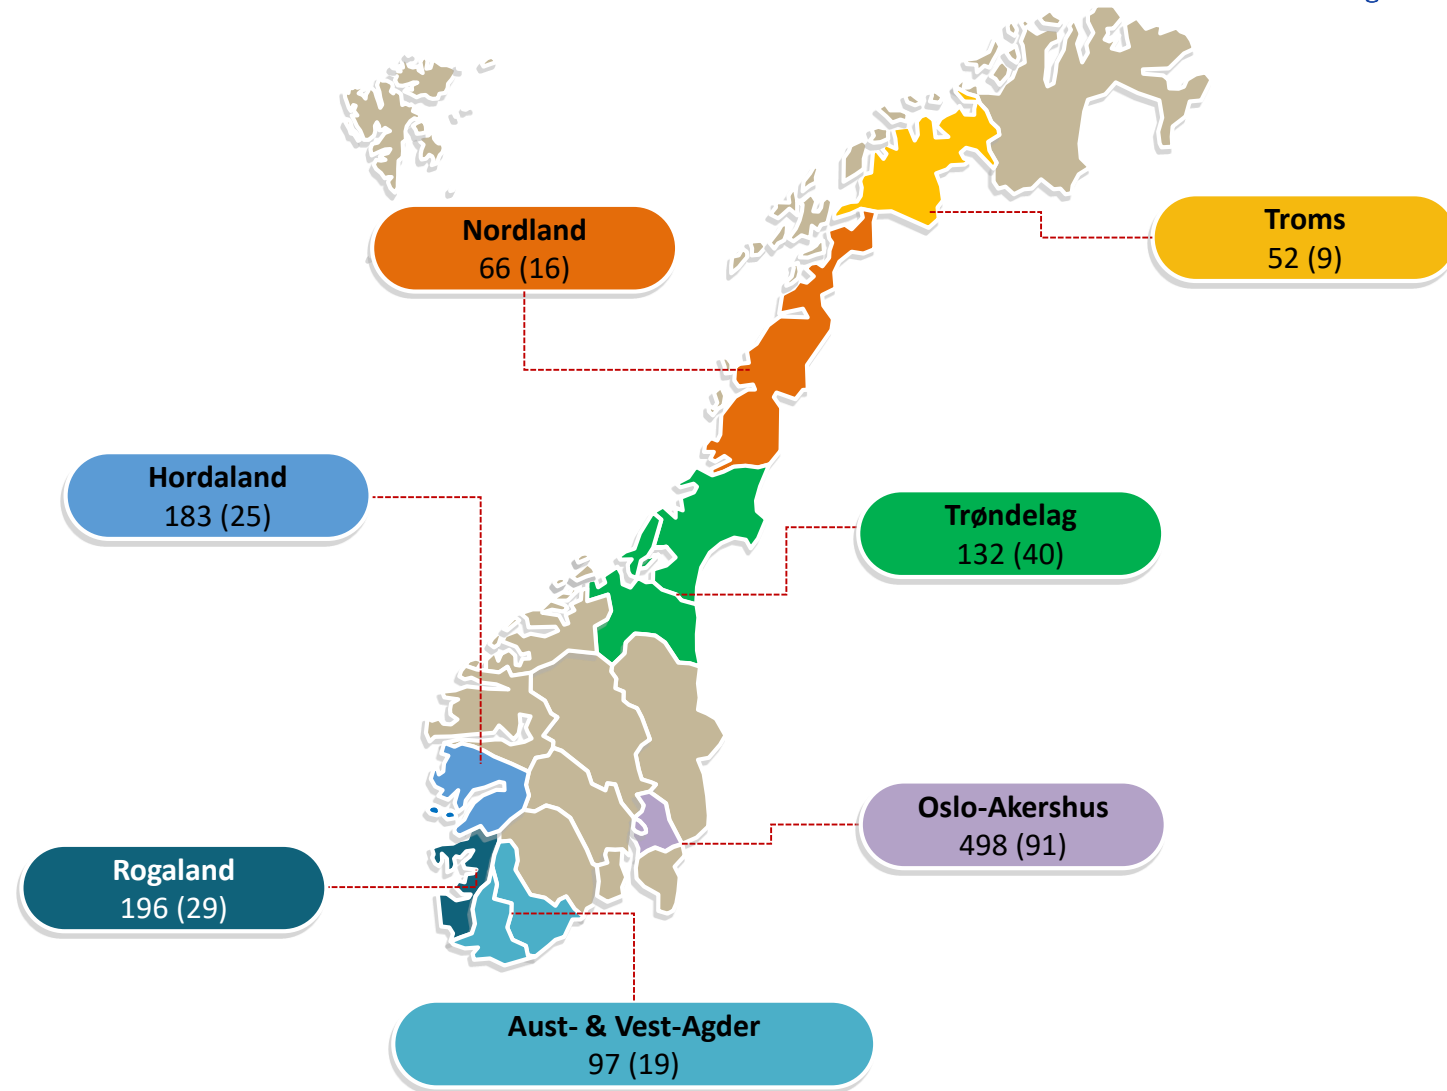 Nordland
66 (16)
Troms
52 (9)
Hordaland
183 (25)
Trøndelag
132 (40)
Oslo-Akershus
498 (91)
Rogaland
196 (29)
Aust- & Vest-Agder
97 (19)